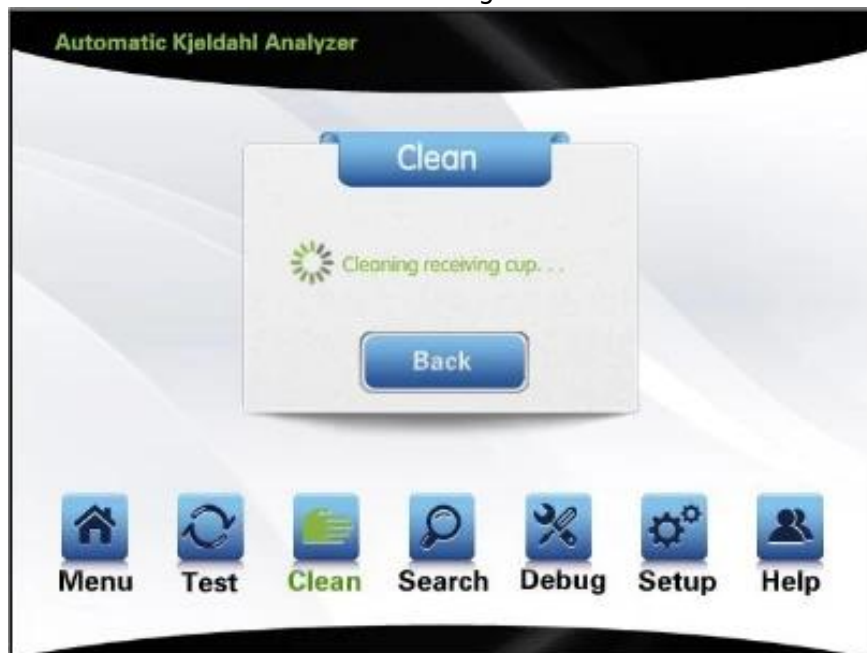 Automatic Kjeldahl Analyzer
Clean
Cleaning receiving cup. . .
Back
Menu Test Clean Search Debug Setup Help